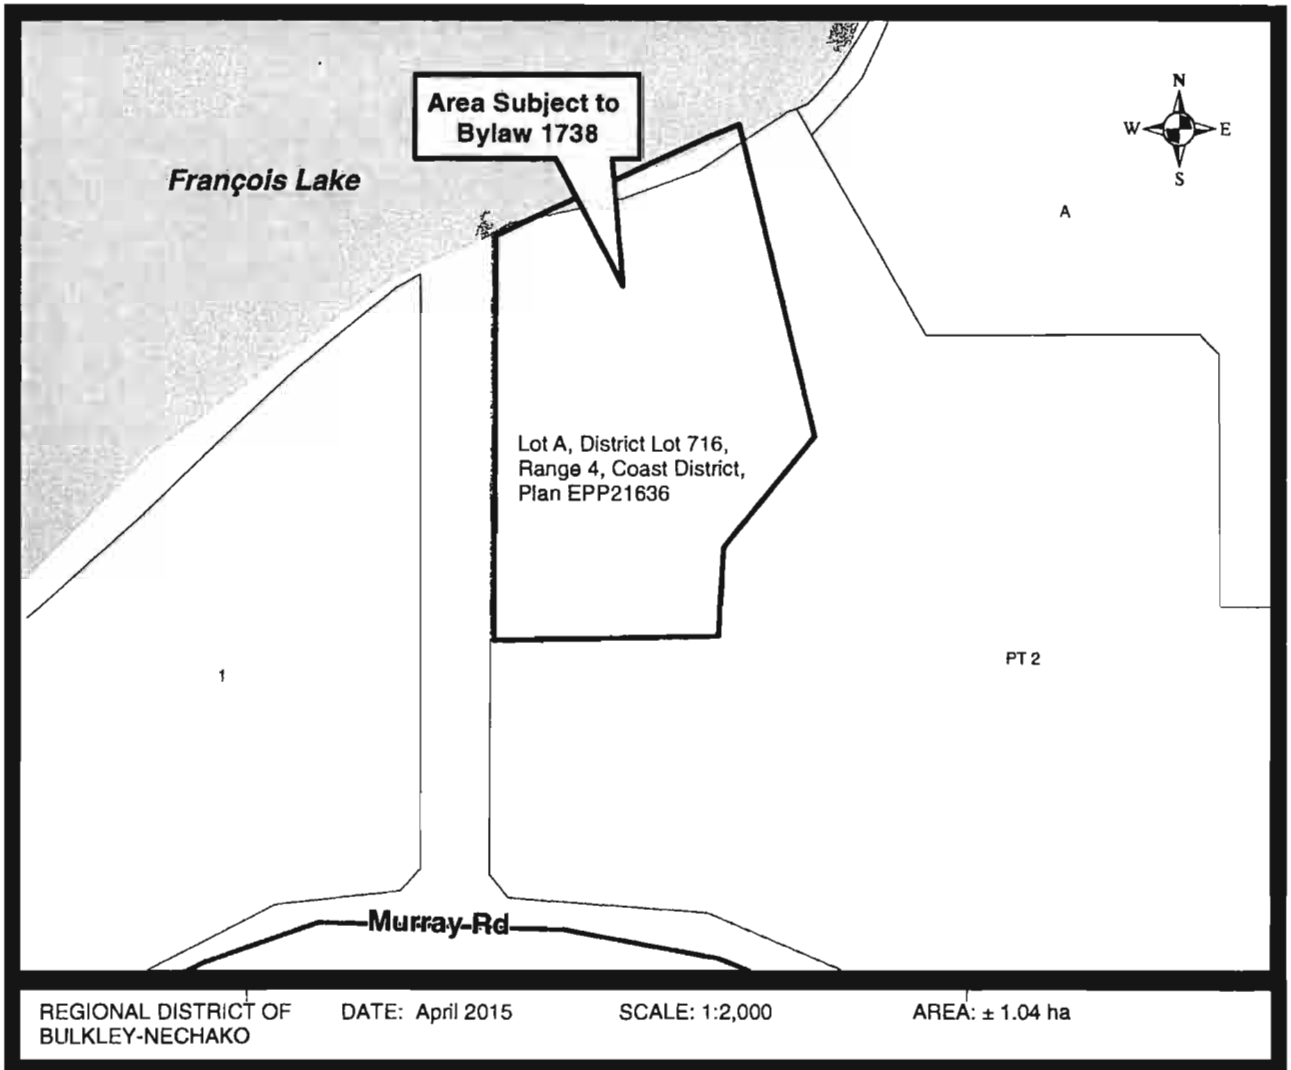 Area Subject to
Bylaw 1738
François Lake
N
W E
S
A
Lot A, District Lot 716,
Range 4, Coast District,
Plan EPP21636
1
PT 2
Murray Rd
REGIONAL DISTRICT OF
BULKLEY-NECHAKO
DATE: April 2015
SCALE: 1:2,000
AREA: ± 1.04 ha